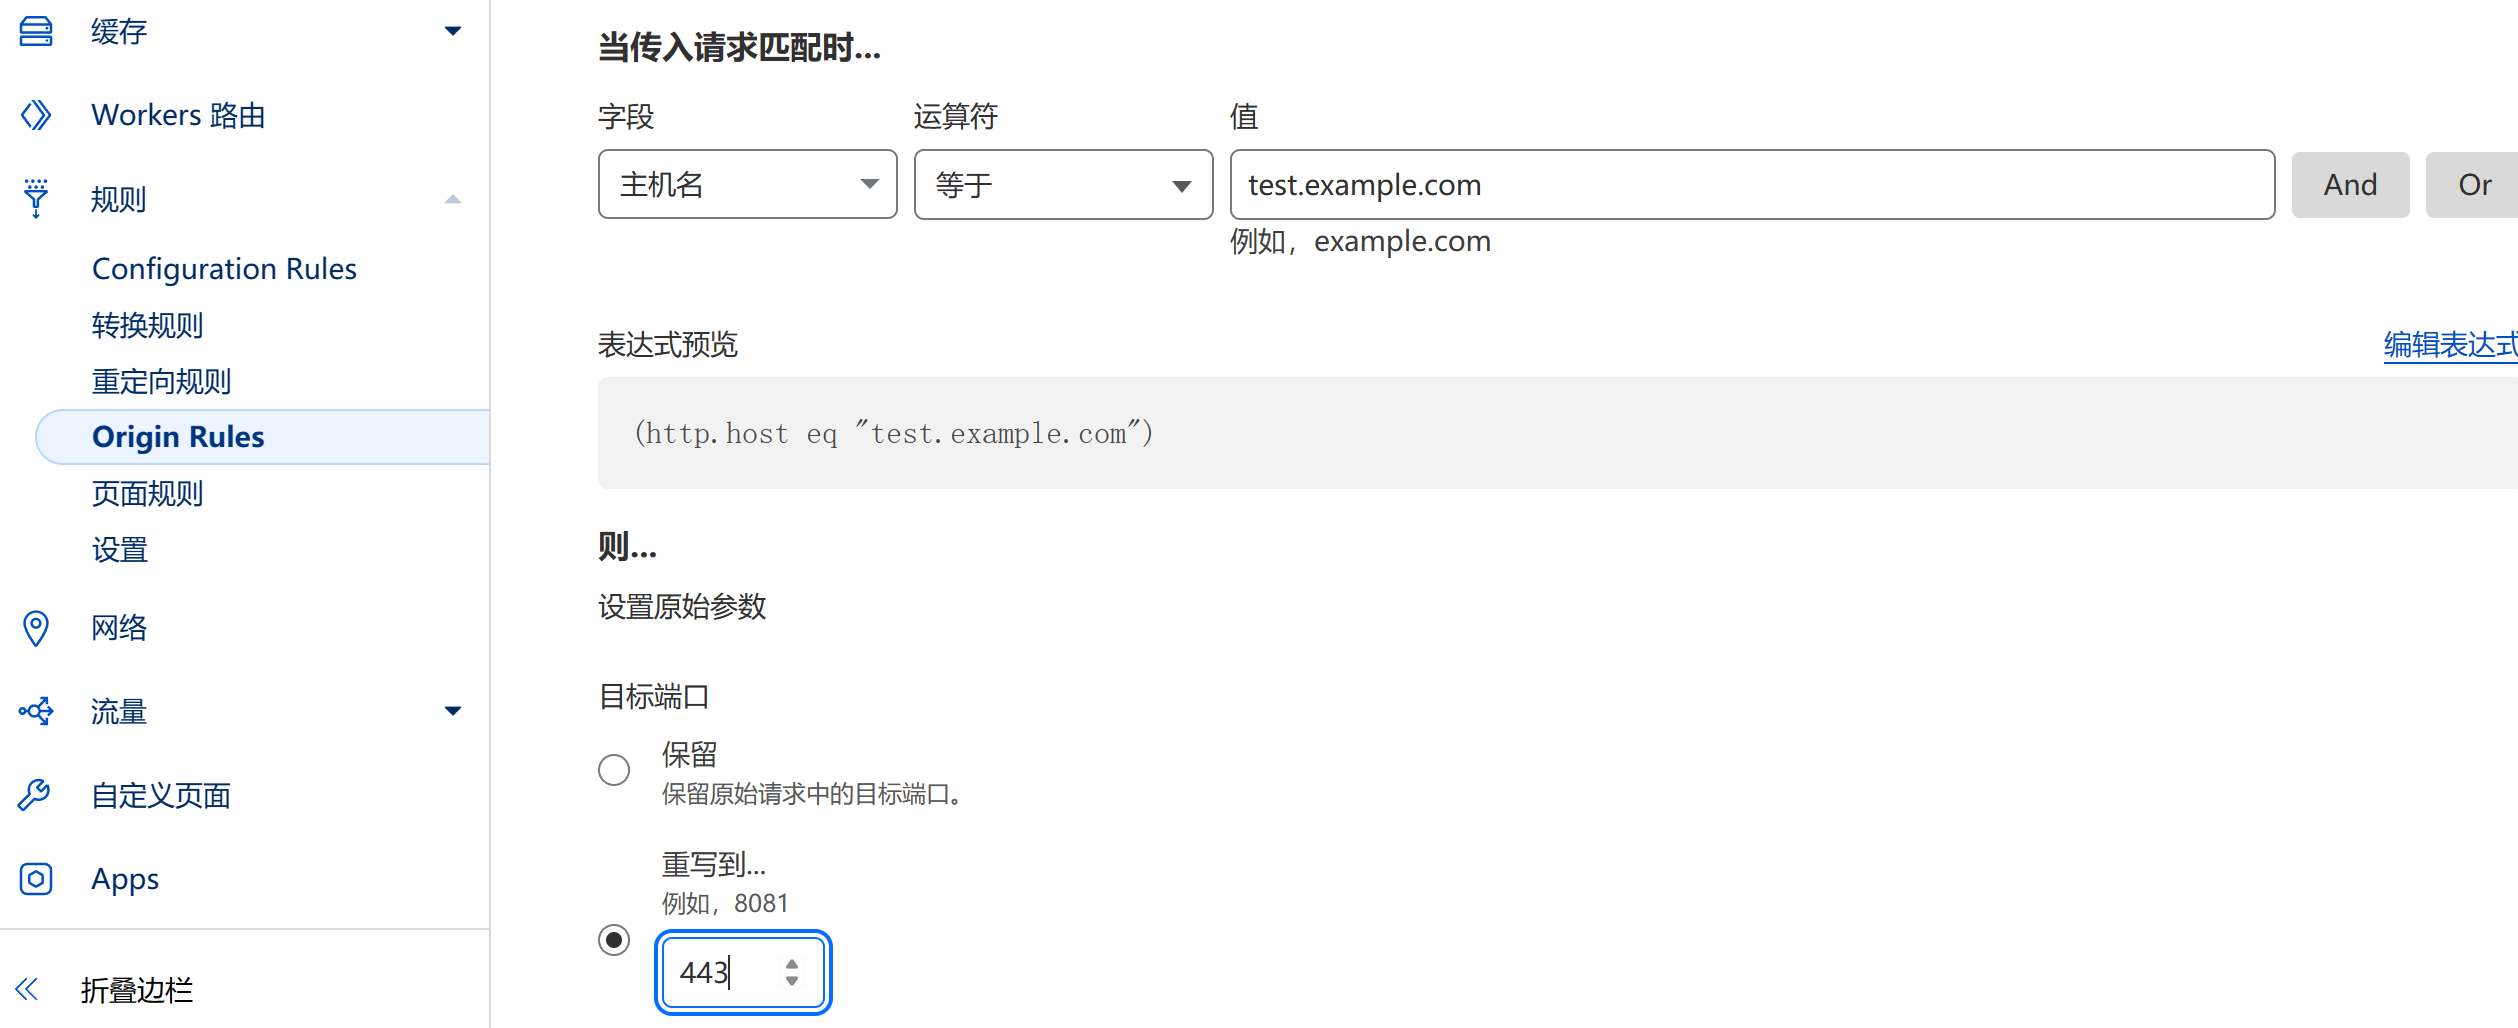 缓存
Workers 路由
规则
Configuration Rules
转换规则
重定向规则
Origin Rules
页面规则
设置
网络
流量
自定义页面
Apps
折叠边栏
当传入请求匹配时...
字段 运算符 值
主机名 等于 test.example.com And Or
例如，example.com
表达式预览 编辑表达式
(http.host eq "test.example.com")
则...
设置原始参数
目标端口
保留
保留原始请求中的目标端口。
重写到...
例如，8081
443